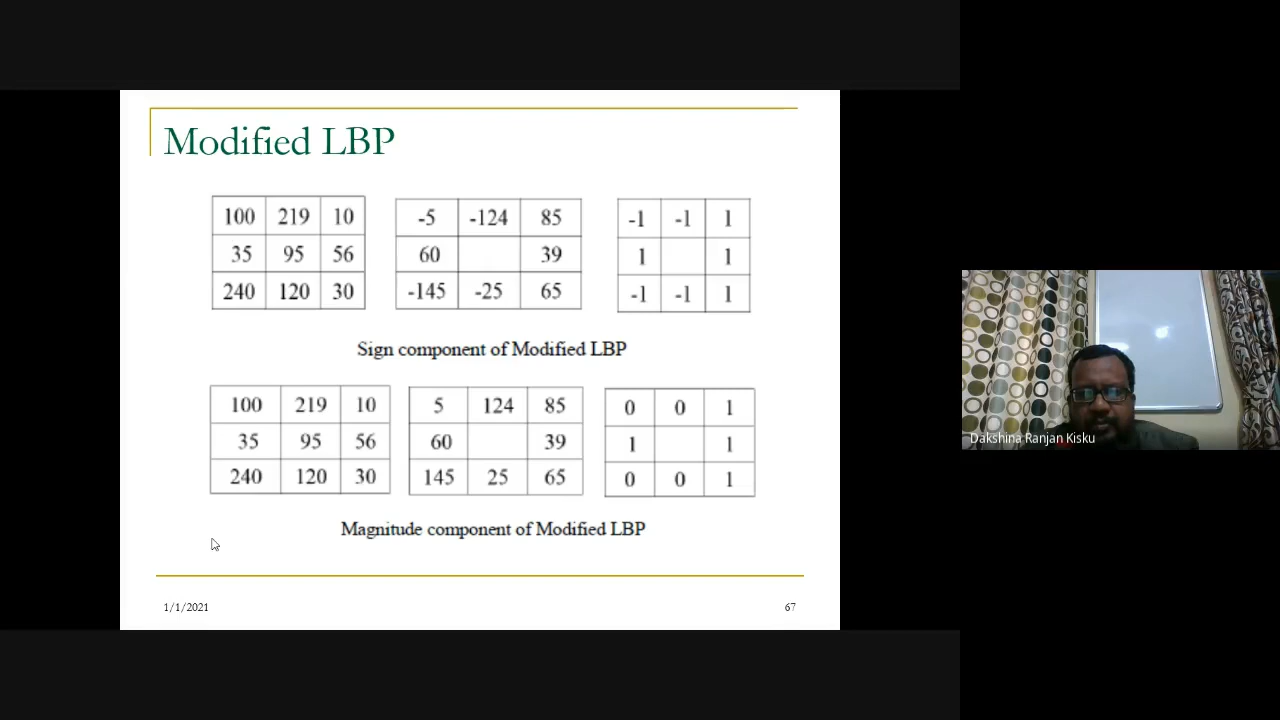 Modified LBP
100 219 10 -5 -124 85 -1 -1 1
35 95 56 60 39 1 1
240 120 30 -145 -25 65 -1 -1 1
Sign component of Modified LBP
100 219 10 5 124 85 0 0 1
35 95 56 60 39 1 1
240 120 30 145 25 65 0 0 1
Magnitude component of Modified LBP
Dakshina Ranjan Kisku
1/1/2021 67